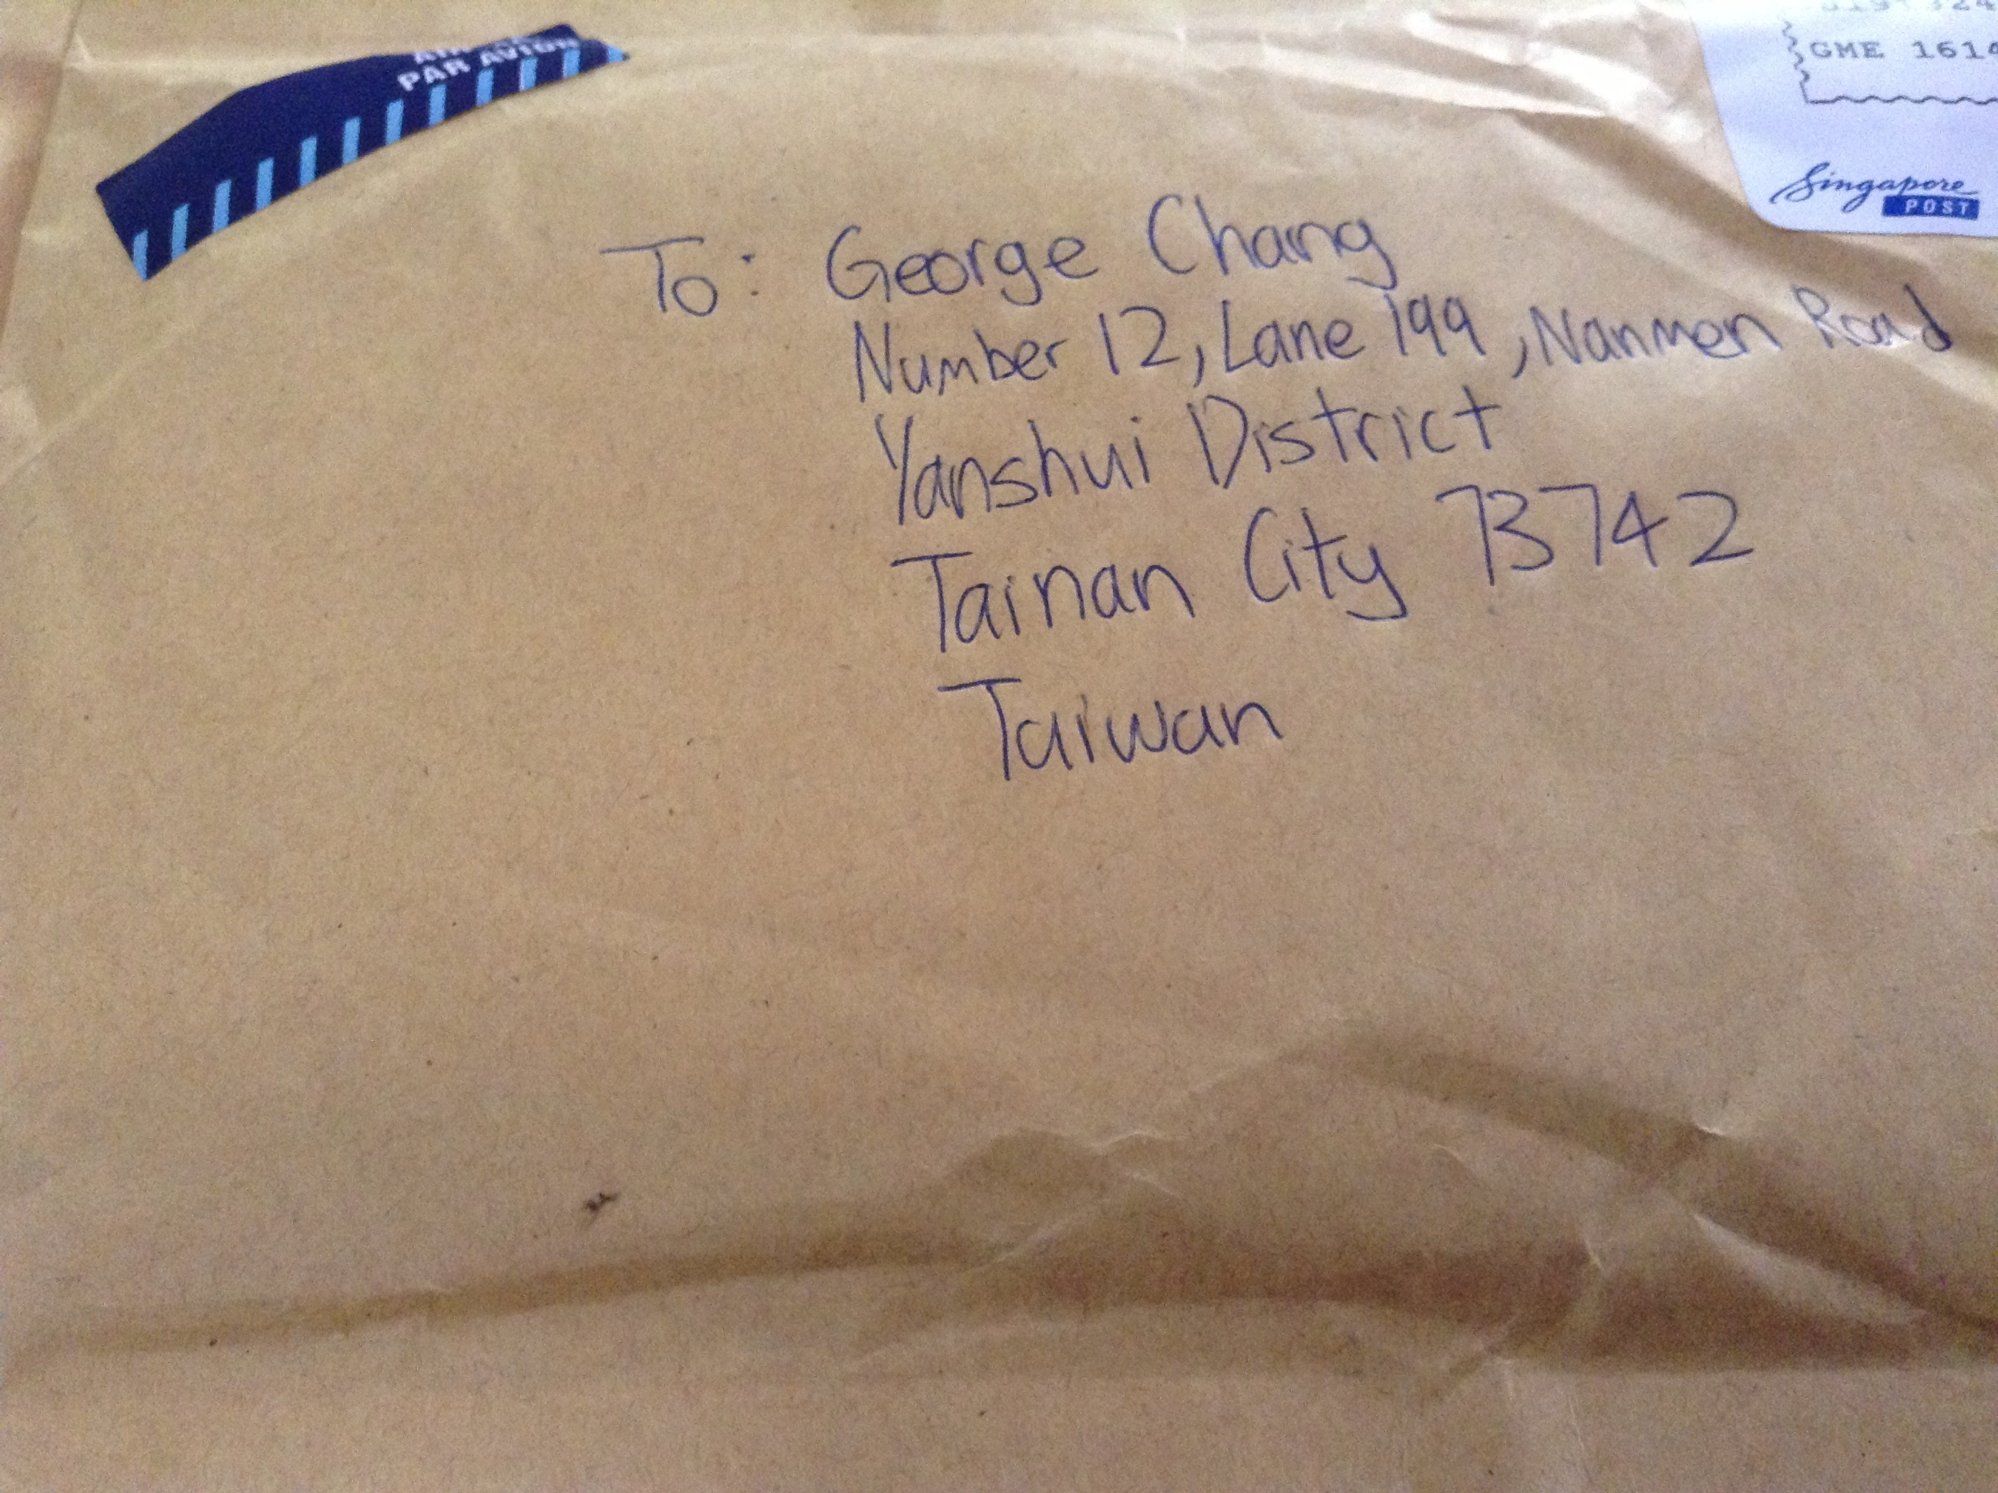 PAR AVION
GME 1614
Singapore
POST
To: George Chang
Number 12, Lane 199, Nanmen Road
Yanshui District
Tainan City 73742
Taiwan